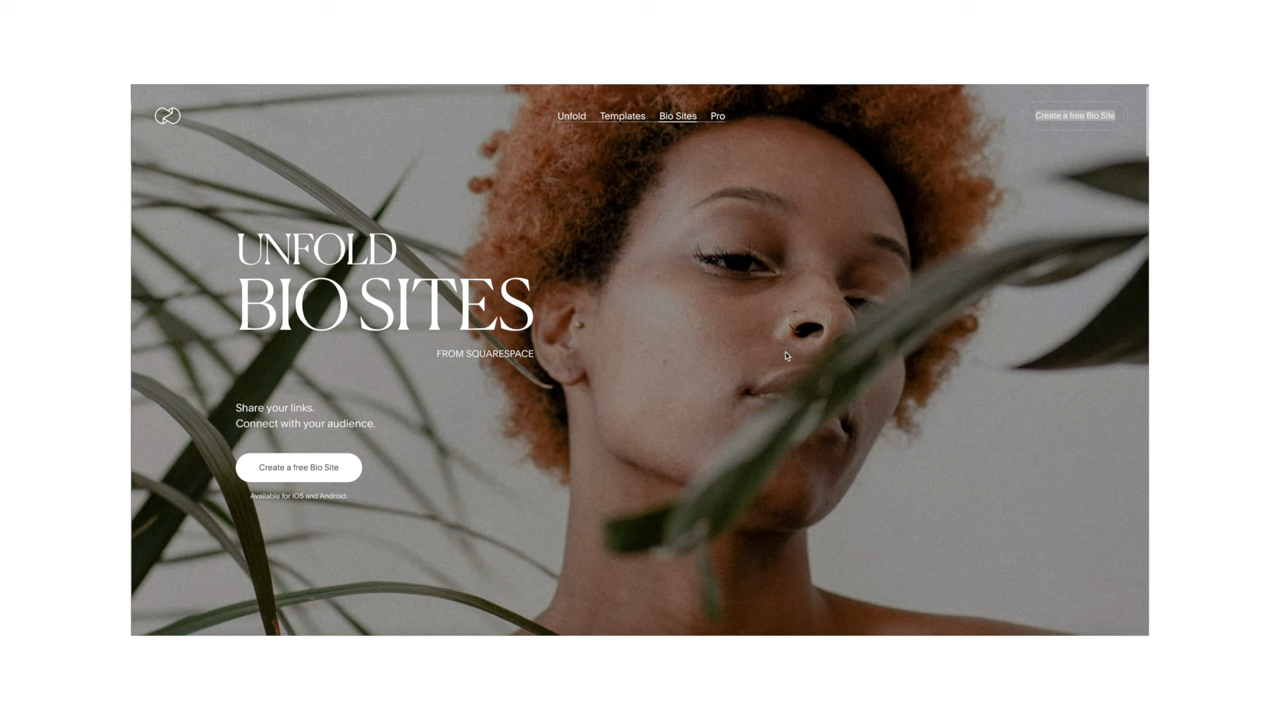 Unfold Templates Bio Sites Pro
Create a free Bio Site
UNFOLD
BIO SITES
FROM SQUARESPACE
Share your links.
Connect with your audience.
Create a free Bio Site
Available for iOS and Android.